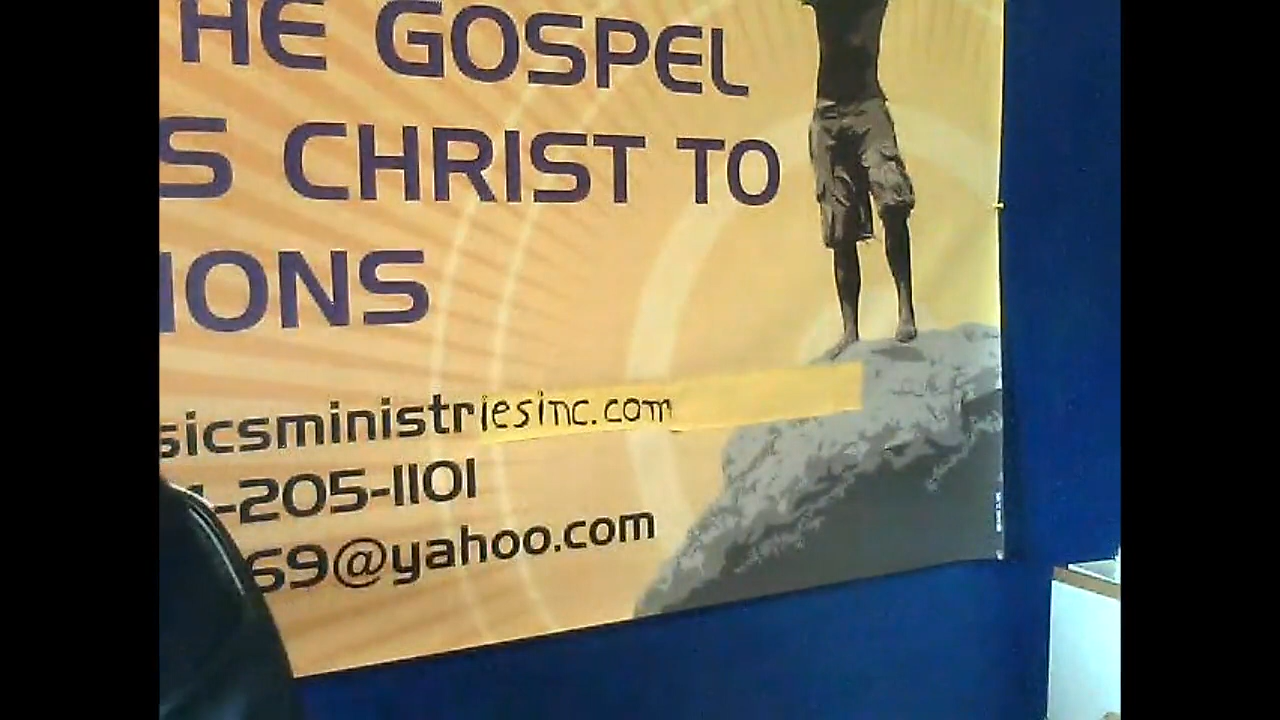 HE GOSPEL
S CHRIST TO
IONS
sicsministriesinc.com
-205-1101
69@yahoo.com